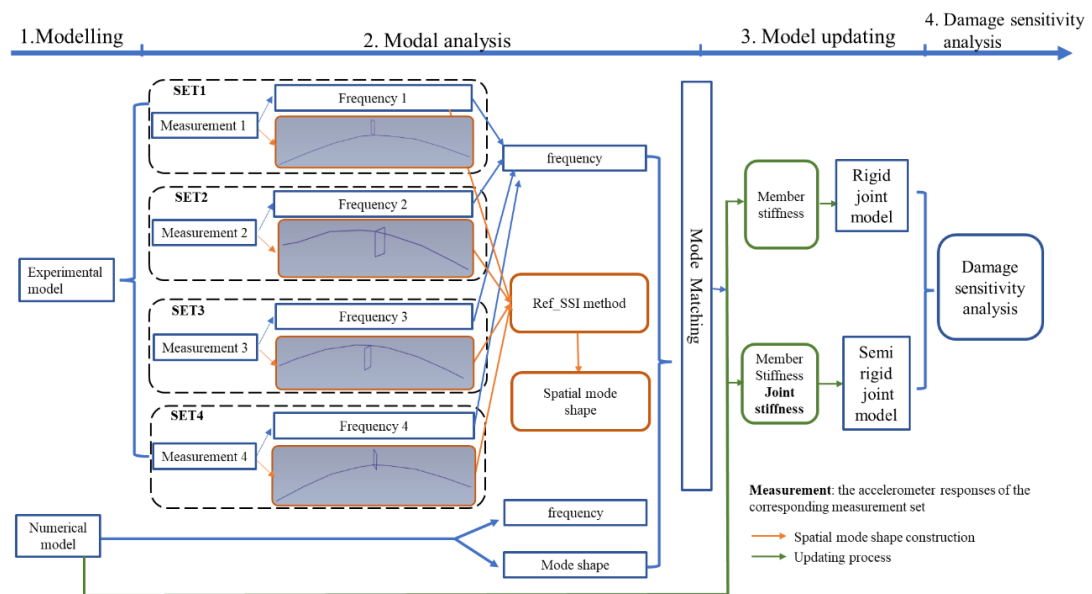 1.Modelling
2. Modal analysis
3. Model updating
4. Damage sensitivity
analysis
SET1
Measurement 1
Frequency 1
SET2
Measurement 2
Frequency 2
SET3
Measurement 3
Frequency 3
SET4
Measurement 4
Frequency 4
Experimental
model
Numerical
model
frequency
Ref_SSI method
Spatial mode
shape
frequency
Mode shape
Mode Matching
Member
stiffness
Rigid
joint
model
Member
Stiffness
Joint
stiffness
Semi
rigid
joint
model
Damage
sensitivity
analysis
Measurement: the accelerometer responses of the
corresponding measurement set
Spatial mode shape construction
Updating process